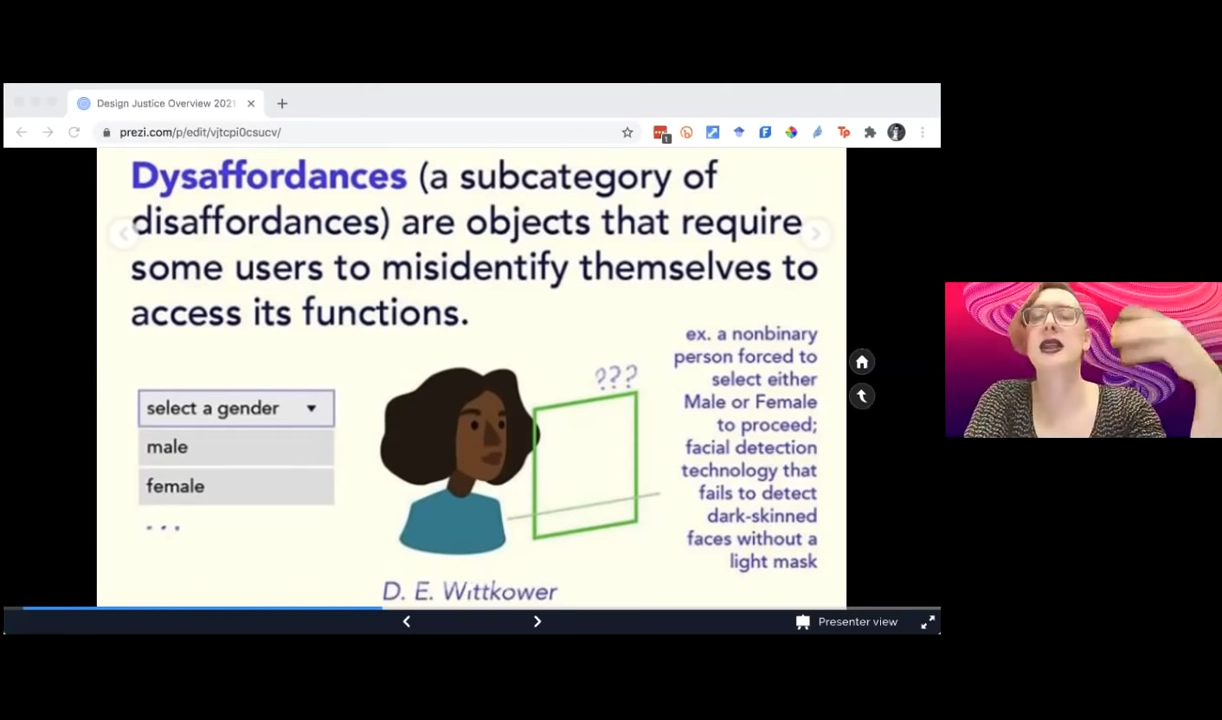 Design Justice Overview 2021
prezi.com/p/edit/vjtcpi0csucv/
1
Tp
Dysaffordances (a subcategory of
disaffordances) are objects that require
some users to misidentify themselves to
access its functions.
select a gender
male
female
...
???
ex. a nonbinary
person forced to
select either
Male or Female
to proceed;
facial detection
technology that
fails to detect
dark-skinned
faces without a
light mask
D. E. Wittkower
Presenter view